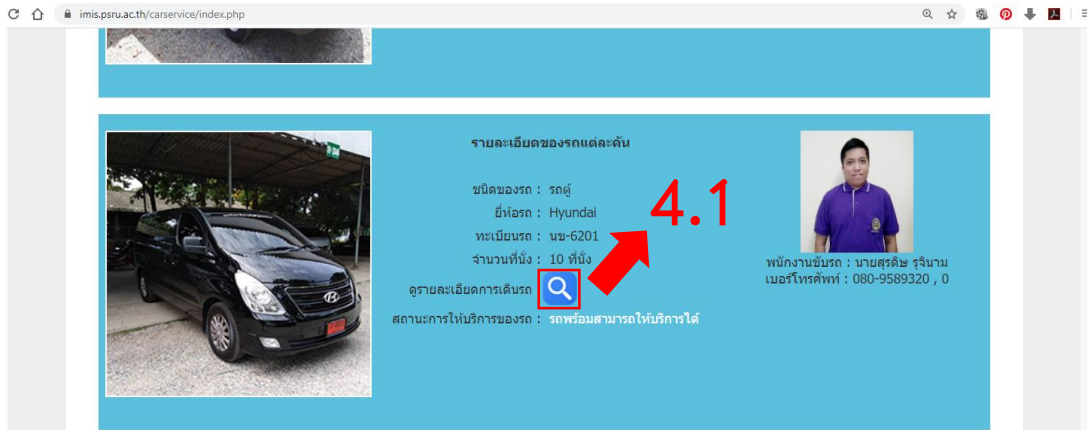 imis.psru.ac.th/carservice/index.php
รายละเอียดของรถแต่ละคัน
ชนิดของรถ : รถตู้
ยี่ห้อรถ : Hyundai
ทะเบียนรถ : นข-6201
จำนวนที่นั่ง : 10 ที่นั่ง
ดูรายละเอียดการเดินรถ
สถานะการให้บริการของรถ : รถพร้อมสามารถให้บริการได้
4.1
พนักงานขับรถ : นายสุรดิษ รุจินาม
เบอร์โทรศัพท์ : 080-9589320 , 0